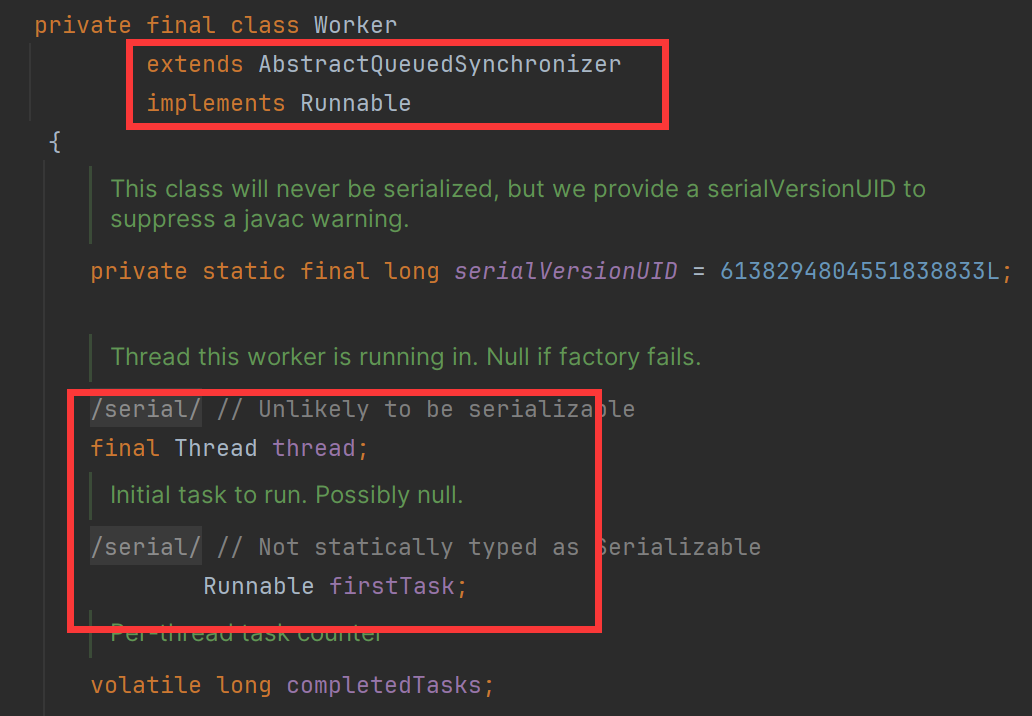 private final class Worker
extends AbstractQueuedSynchronizer
implements Runnable
{
This class will never be serialized, but we provide a serialVersionUID to
suppress a javac warning.
private static final long serialVersionUID = 6138294804551838833L;
Thread this worker is running in. Null if factory fails.
/serial/ // Unlikely to be serializable
final Thread thread;
Initial task to run. Possibly null.
/serial/ // Not statically typed as Serializable
Runnable firstTask;
Per-thread task counter
volatile long completedTasks;